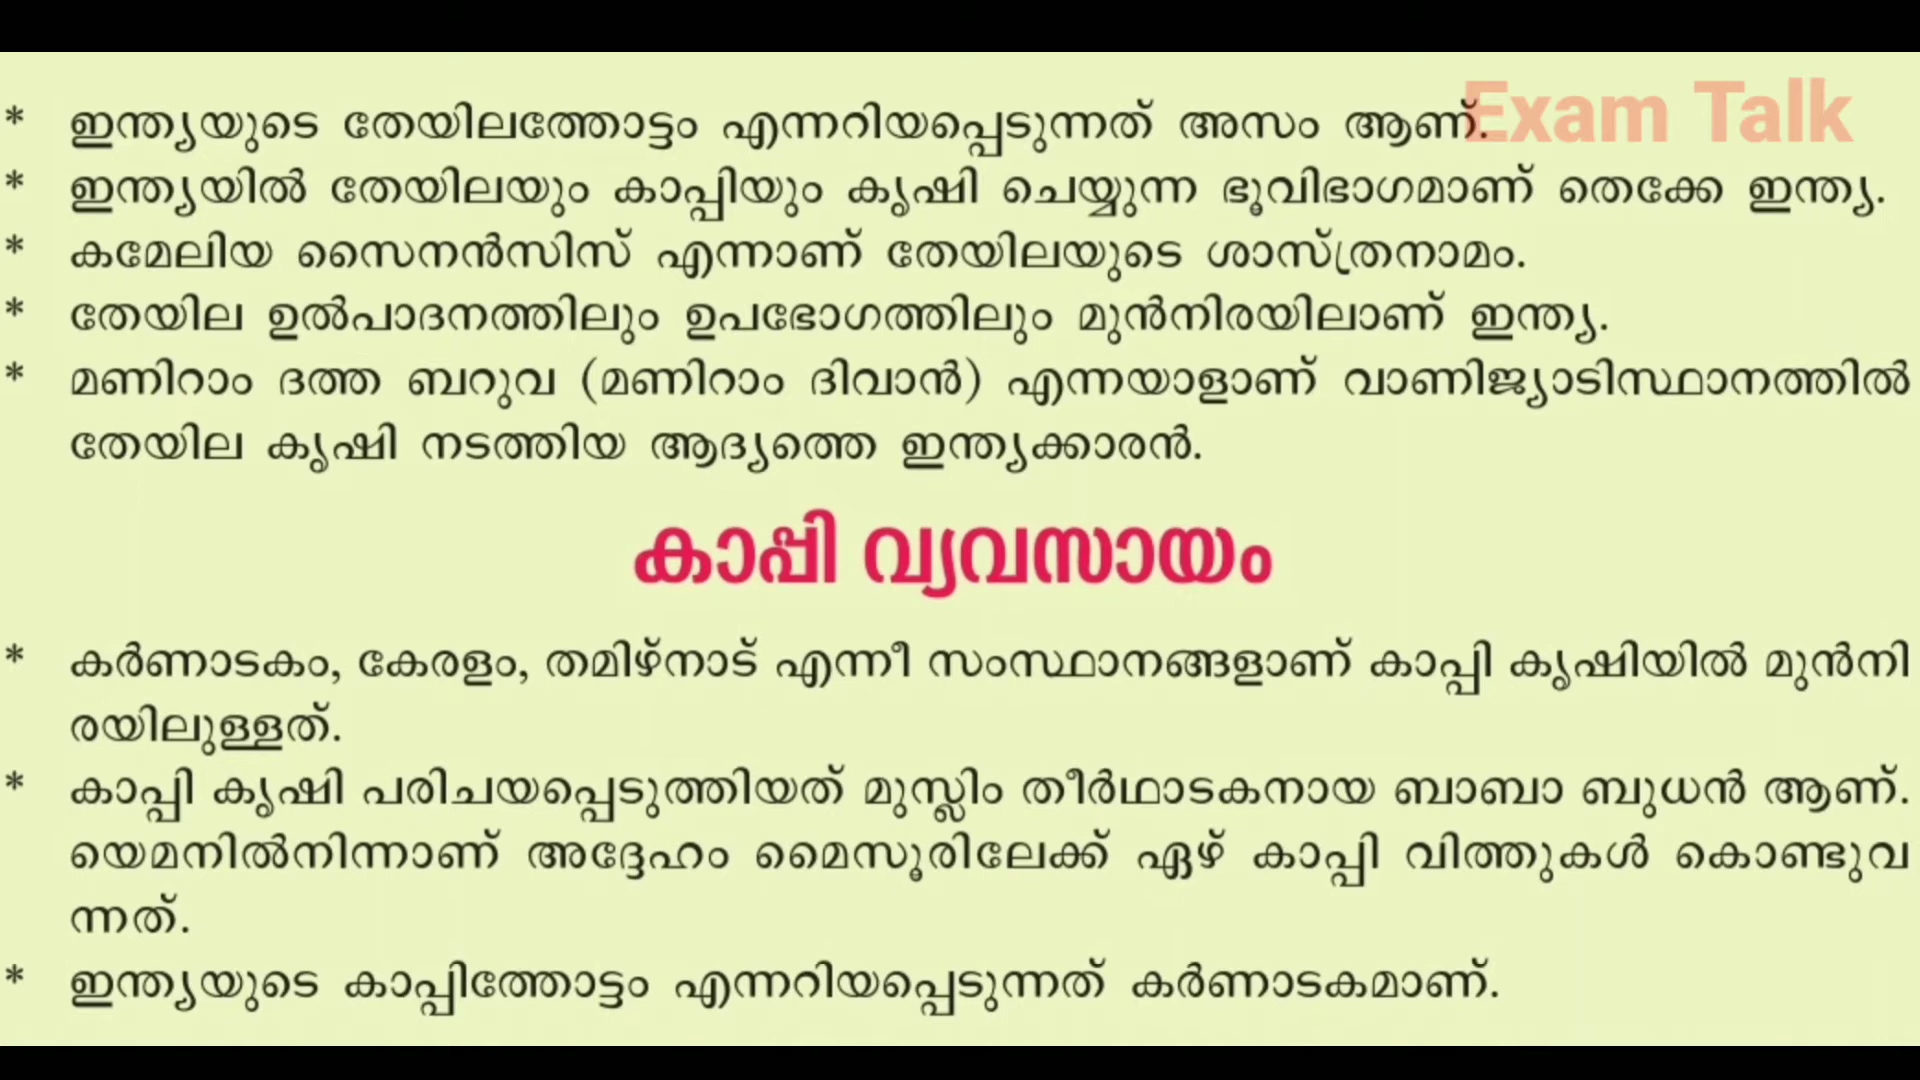 Exam Talk
* ഇന്ത്യയുടെ തേയിലത്തോട്ടം എന്നറിയപ്പെടുന്നത് അസം ആണ്.
* ഇന്ത്യയിൽ തേയിലയും കാപ്പിയും കൃഷി ചെയ്യുന്ന ഭൂവിഭാഗമാണ് തെക്കേ ഇന്ത്യ.
* കമേലിയ സൈനൻസിസ് എന്നാണ് തേയിലയുടെ ശാസ്ത്രനാമം.
* തേയില ഉൽപാദനത്തിലും ഉപഭോഗത്തിലും മുൻനിരയിലാണ് ഇന്ത്യ.
* മണിറാം ദത്ത ബറുവ (മണിറാം ദിവാൻ) എന്നയാളാണ് വാണിജ്യാടിസ്ഥാനത്തിൽ
തേയില കൃഷി നടത്തിയ ആദ്യത്തെ ഇന്ത്യക്കാരൻ.
കാപ്പി വ്യവസായം
* കർണാടകം, കേരളം, തമിഴ്നാട് എന്നീ സംസ്ഥാനങ്ങളാണ് കാപ്പി കൃഷിയിൽ മുൻനി
രയിലുള്ളത്.
* കാപ്പി കൃഷി പരിചയപ്പെടുത്തിയത് മുസ്ലിം തീർഥാടകനായ ബാബാ ബുധൻ ആണ്.
യെമനിൽനിന്നാണ് അദ്ദേഹം മൈസൂരിലേക്ക് ഏഴ് കാപ്പി വിത്തുകൾ കൊണ്ടുവ
ന്നത്.
* ഇന്ത്യയുടെ കാപ്പിത്തോട്ടം എന്നറിയപ്പെടുന്നത് കർണാടകമാണ്.